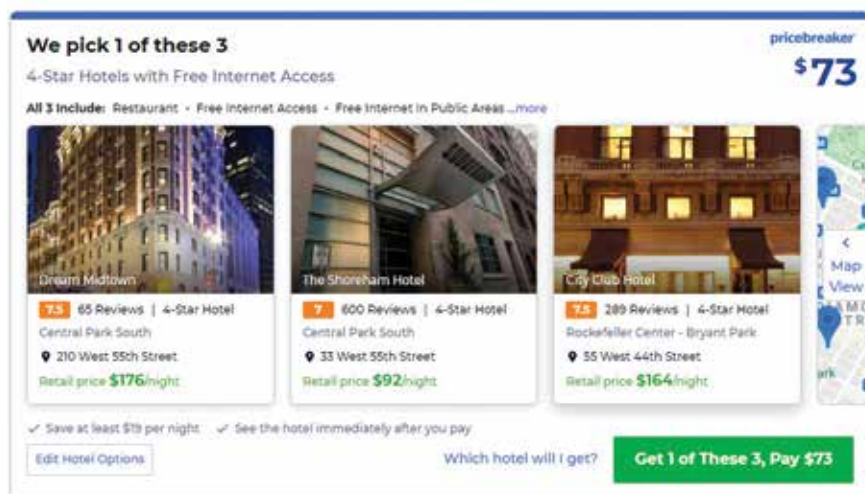 We pick 1 of these 3
pricebreaker
$73
4-Star Hotels with Free Internet Access
All 3 Include: Restaurant • Free Internet Access • Free Internet In Public Areas ...more
Dream Midtown
7.5 65 Reviews | 4-Star Hotel
Central Park South
210 West 55th Street
Retail price $176/night
The Shoreham Hotel
7 600 Reviews | 4-Star Hotel
Central Park South
33 West 55th Street
Retail price $92/night
City Club Hotel
7.5 289 Reviews | 4-Star Hotel
Rockefeller Center - Bryant Park
55 West 44th Street
Retail price $164/night
<
Map
View
✓ Save at least $19 per night ✓ See the hotel immediately after you pay
Edit Hotel Options
Which hotel will I get?
Get 1 of These 3, Pay $73